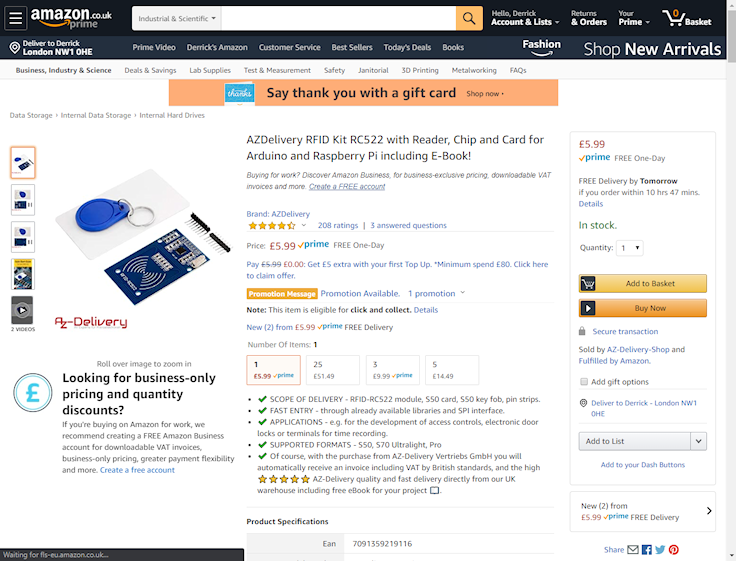 amazon.co.uk
prime
Industrial & Scientific
Hello, Derrick
Account & Lists
Returns
& Orders
Your
Prime
0
Basket
Deliver to Derrick
London NW1 0HE
Prime Video
Derrick's Amazon
Customer Service
Best Sellers
Today's Deals
Books
Fashion
Shop New Arrivals
Business, Industry & Science
Deals & Savings
Lab Supplies
Test & Measurement
Safety
Janitorial
3D Printing
Metalworking
FAQs
thanks
Say thank you with a gift card
Shop now ›
Data Storage › Internal Data Storage › Internal Hard Drives
2 VIDEOS
AZ-Delivery
Roll over image to zoom in
£
Looking for business-only
pricing and quantity
discounts?
If you're buying on Amazon for work, we
recommend creating a FREE Amazon Business
account for downloadable VAT invoices,
business-only pricing, greater payment flexibility
and more. Create a free account
AZDelivery RFID Kit RC522 with Reader, Chip and Card for
Arduino and Raspberry Pi including E-Book!
Buying for work? Discover Amazon Business, for business-exclusive pricing, downloadable VAT
invoices and more. Create a FREE account
Brand: AZDelivery
208 ratings | 3 answered questions
Price: £5.99 prime FREE One-Day
Pay £5.99 £0.00: Get £5 extra with your first Top Up. *Minimum spend £80. Click here
to claim offer.
Promotion Message Promotion Available. 1 promotion
Note: This item is eligible for click and collect. Details
New (2) from £5.99 prime FREE Delivery
Number Of Items: 1
1
£5.99 prime
25
£51.49
3
£9.99 prime
5
£14.49
• ✔ SCOPE OF DELIVERY - RFID-RC522 module, S50 card, S50 key fob, pin strips.
• ✔ FAST ENTRY - through already available libraries and SPI interface.
• ✔ APPLICATIONS - e.g. for the development of access controls, electronic door
locks or terminals for time recording.
• ✔ SUPPORTED FORMATS - S50, S70 Ultralight, Pro
• ✔ Of course, with the purchase from AZ-Delivery Vertriebs GmbH you will
automatically receive an invoice including VAT by British standards, and the high
⭐⭐⭐⭐⭐ AZ-Delivery quality and fast delivery directly from our UK
warehouse including free eBook for your project 📖.
Product Specifications
Ean 7091359219116
£5.99
prime FREE One-Day
FREE Delivery by Tomorrow
if you order within 10 hrs 47 mins.
Details
In stock.
Quantity: 1
Add to Basket
Buy Now
Secure transaction
Sold by AZ-Delivery-Shop and
Fulfilled by Amazon.
Add gift options
Deliver to Derrick - London NW1
0HE
Add to List
Add to your Dash Buttons
New (2) from
£5.99 prime FREE Delivery
Share
Waiting for fls-eu.amazon.co.uk...